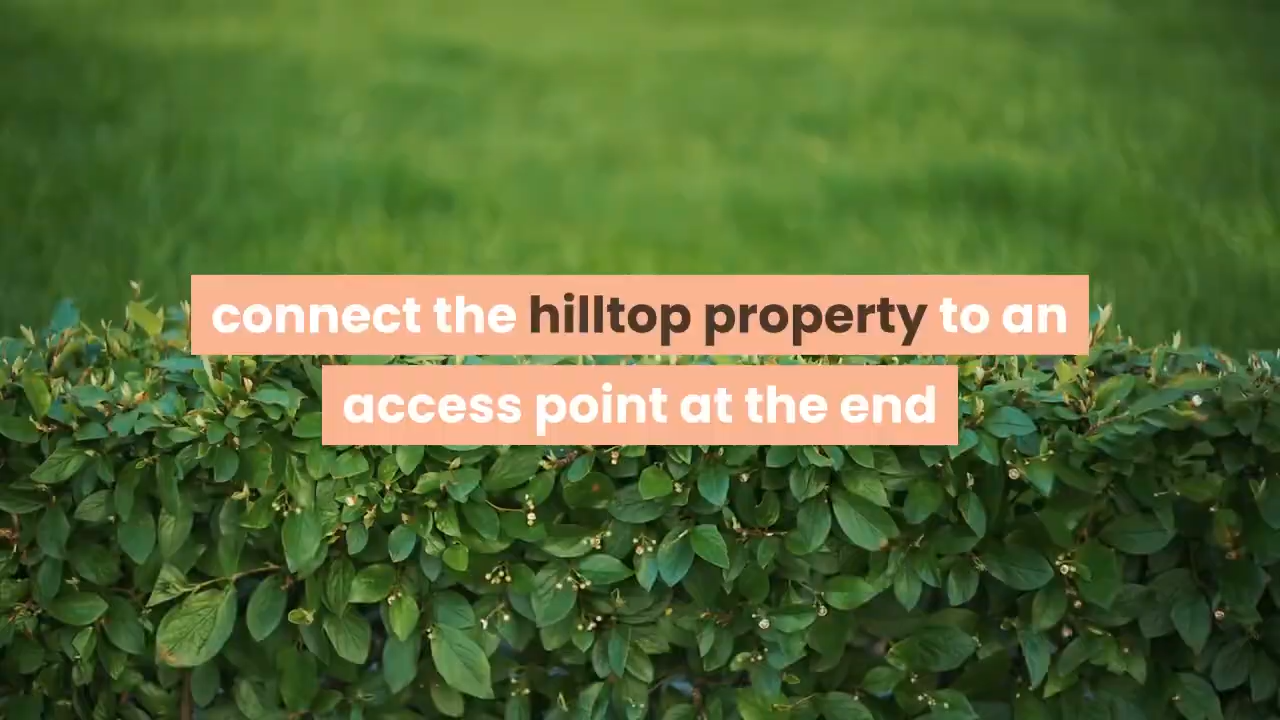 connect the hilltop property to an
access point at the end